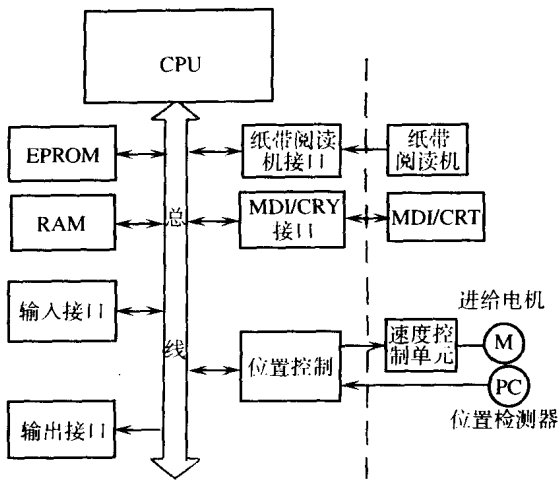 CPU
EPROM
纸带阅读
机接口
纸带
阅读机
RAM
总
MDI/CRY
接口
MDI/CRT
输入接口
进给电机
线
位置控制
速度控
制单元
M
PC
位置检测器
输出接口